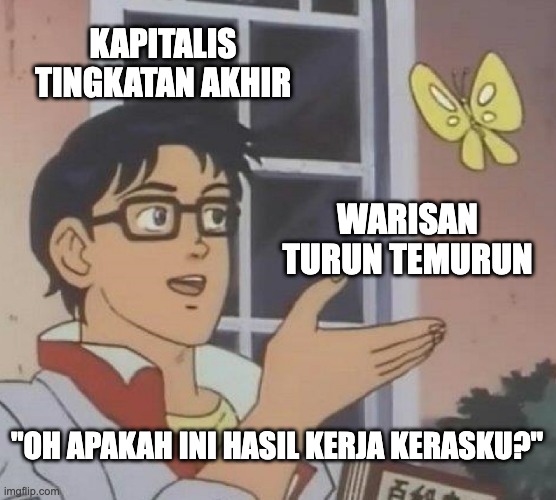 KAPITALIS
TINGKATAN AKHIR
WARISAN
TURUN TEMURUN
"OH APAKAH INI HASIL KERJA KERASKU?"
imgflip.com